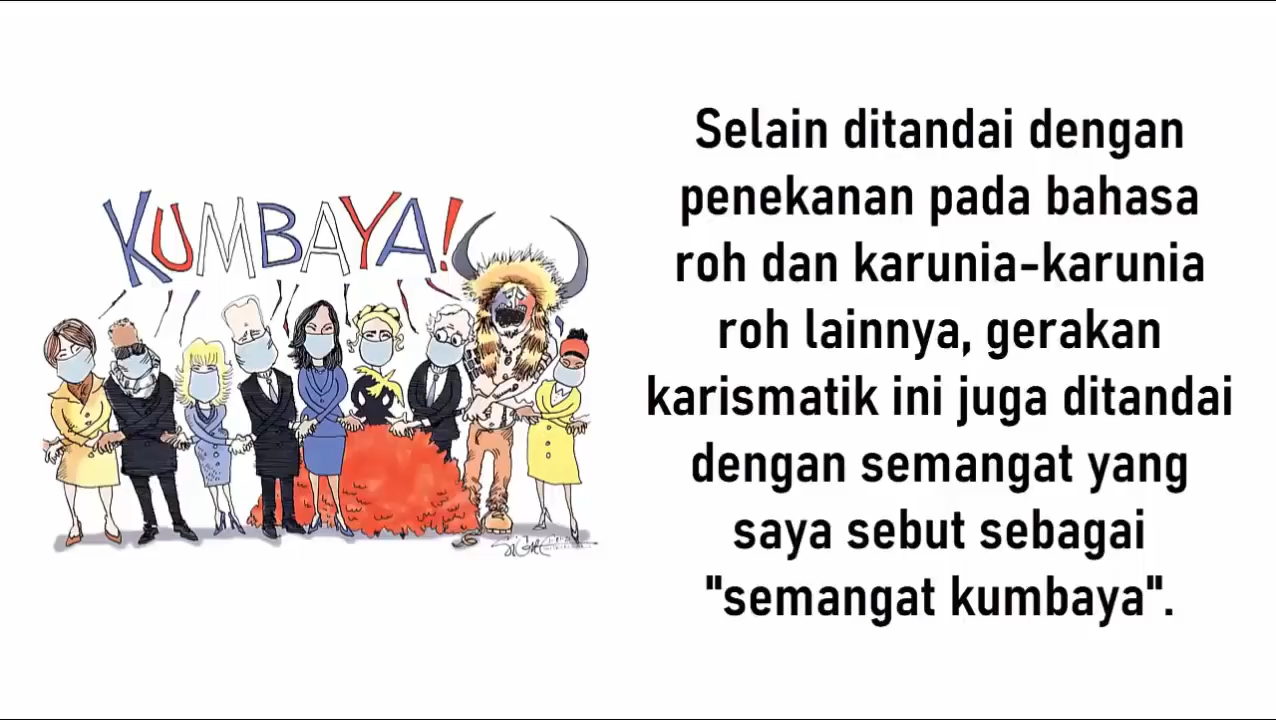 KUMBAYA!
Selain ditandai dengan
penekanan pada bahasa
roh dan karunia-karunia
roh lainnya, gerakan
karismatik ini juga ditandai
dengan semangat yang
saya sebut sebagai
"semangat kumbaya".